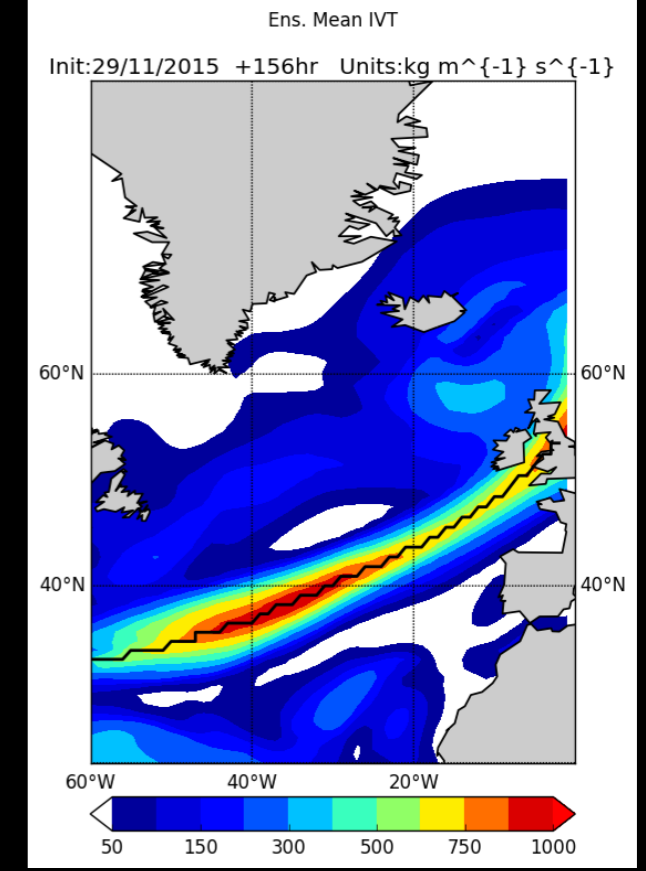 Ens. Mean IVT
Init:29/11/2015 +156hr Units:kg m^{-1} s^{-1}
60°N 60°N
40°N 40°N
60°W 40°W 20°W
50 150 300 500 750 1000